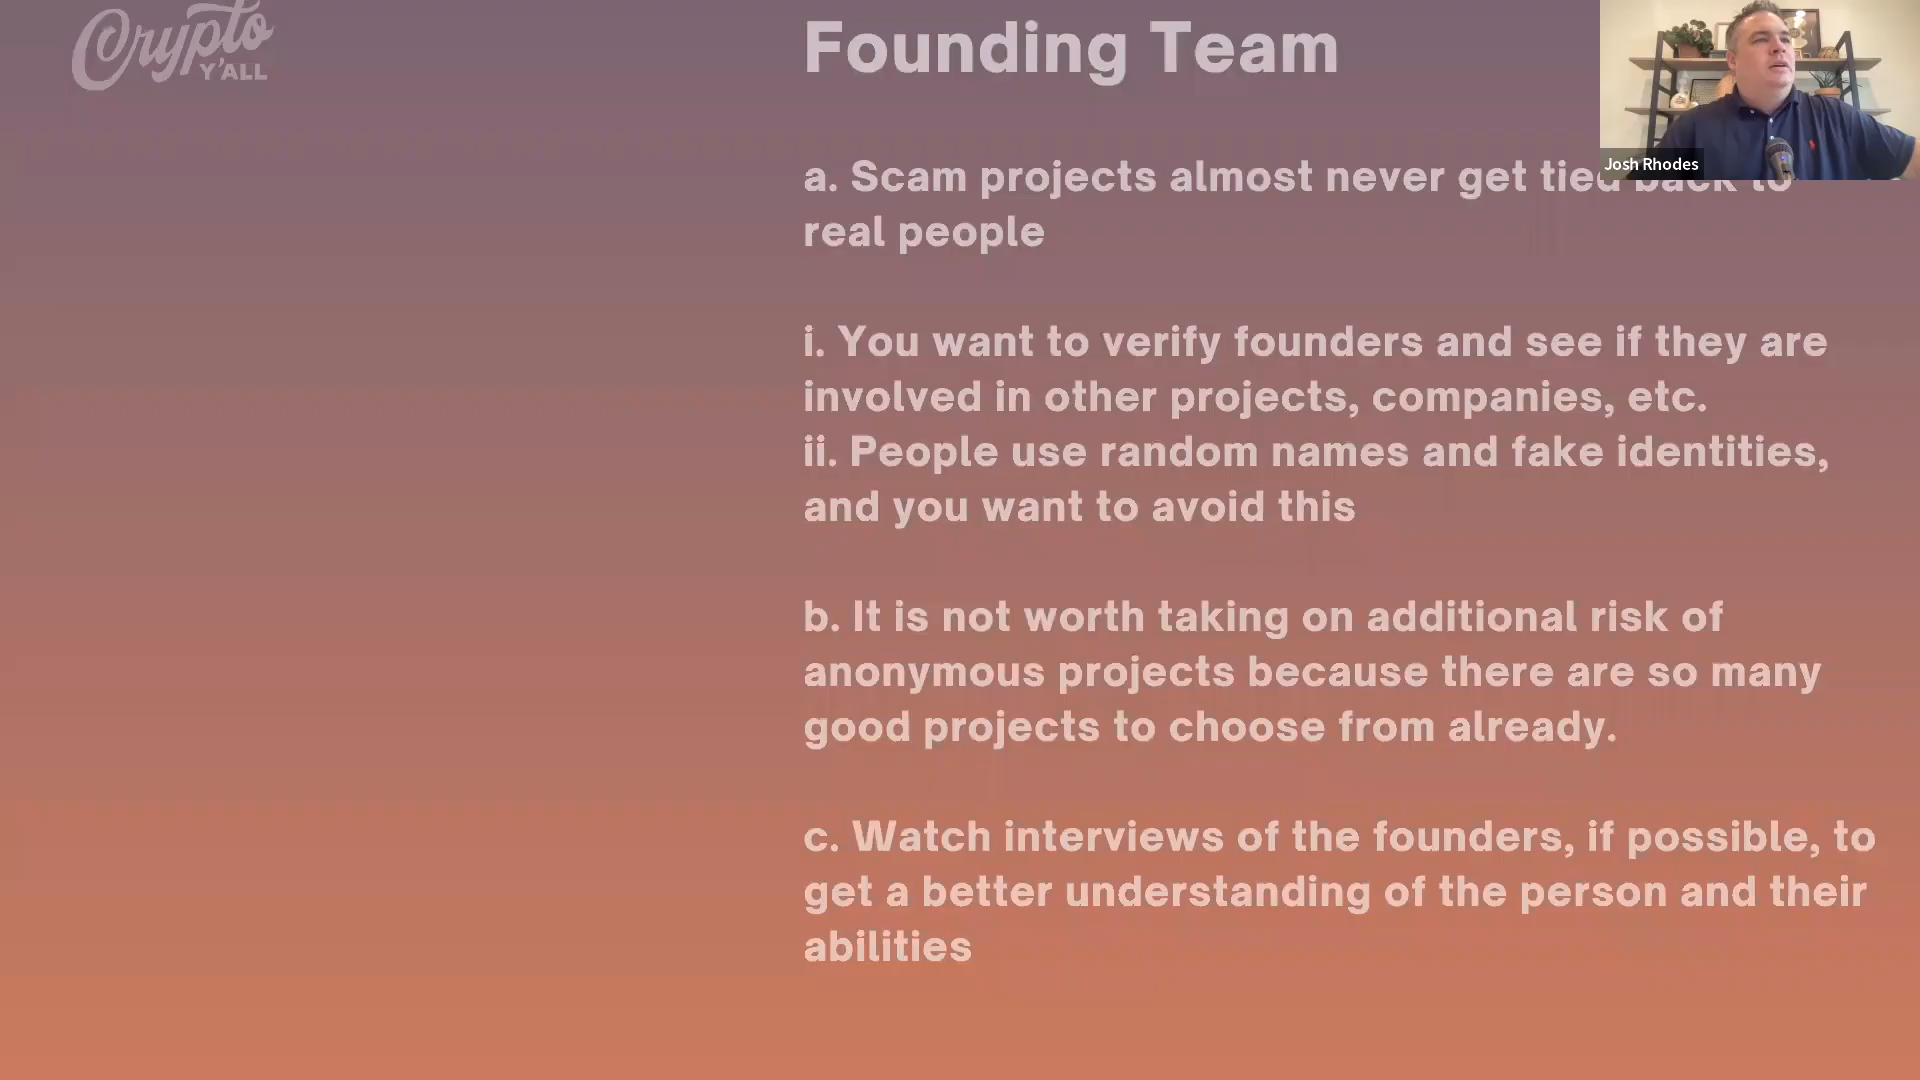 Crypto
Y'ALL
Founding Team
Josh Rhodes
a. Scam projects almost never get tied back to
real people
i. You want to verify founders and see if they are
involved in other projects, companies, etc.
ii. People use random names and fake identities,
and you want to avoid this
b. It is not worth taking on additional risk of
anonymous projects because there are so many
good projects to choose from already.
c. Watch interviews of the founders, if possible, to
get a better understanding of the person and their
abilities